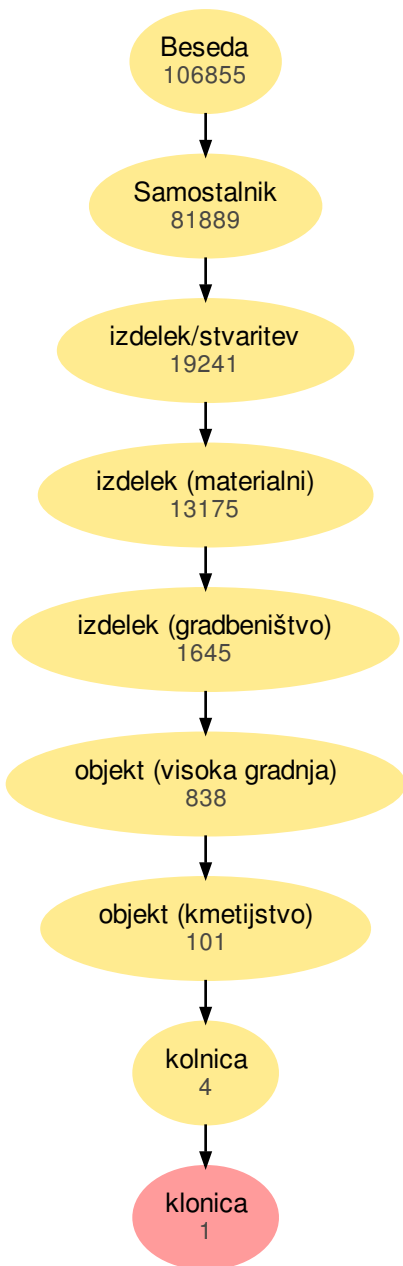 Beseda
106855
Samostalnik
81889
izdelek/stvaritev
19241
izdelek (materialni)
13175
izdelek (gradbeništvo)
1645
objekt (visoka gradnja)
838
objekt (kmetijstvo)
101
kolnica
4
klonica
1